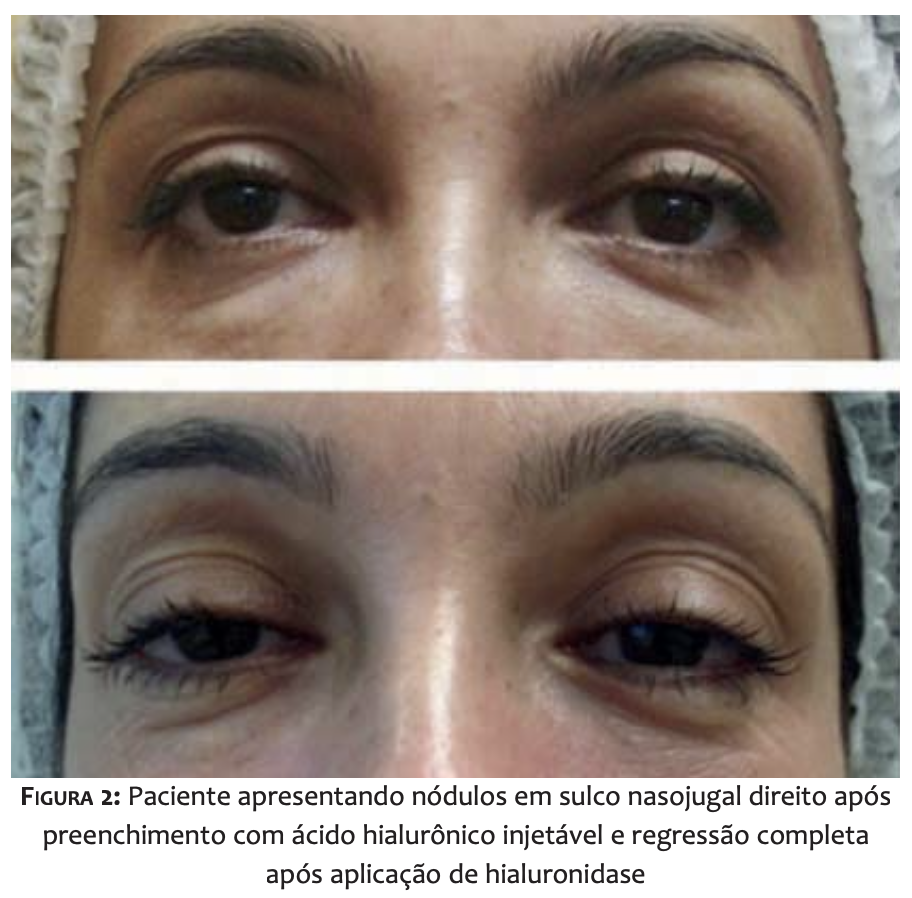 FIGURA 2: Paciente apresentando nódulos em sulco nasojugal direito após
preenchimento com ácido hialurônico injetável e regressão completa
após aplicação de hialuronidase